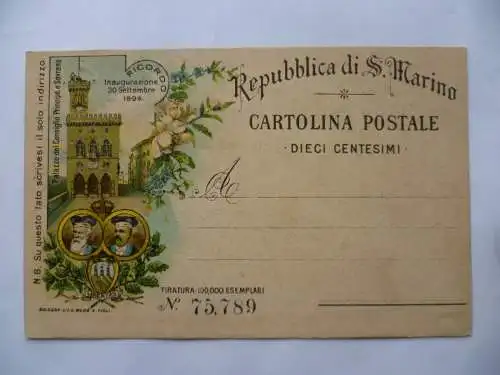 Repubblica di S. Marino
CARTOLINA POSTALE
· DIECI CENTESIMI ·
RICORDO
Inaugurazione
30 Settembre
1894.
Palazzo del Consiglio Principe e Sovrano
N B. Su questo lato scrivesi il solo indirizzo.
A
TIRATURA: 100,000 ESEMPLARI
Nº 75,789